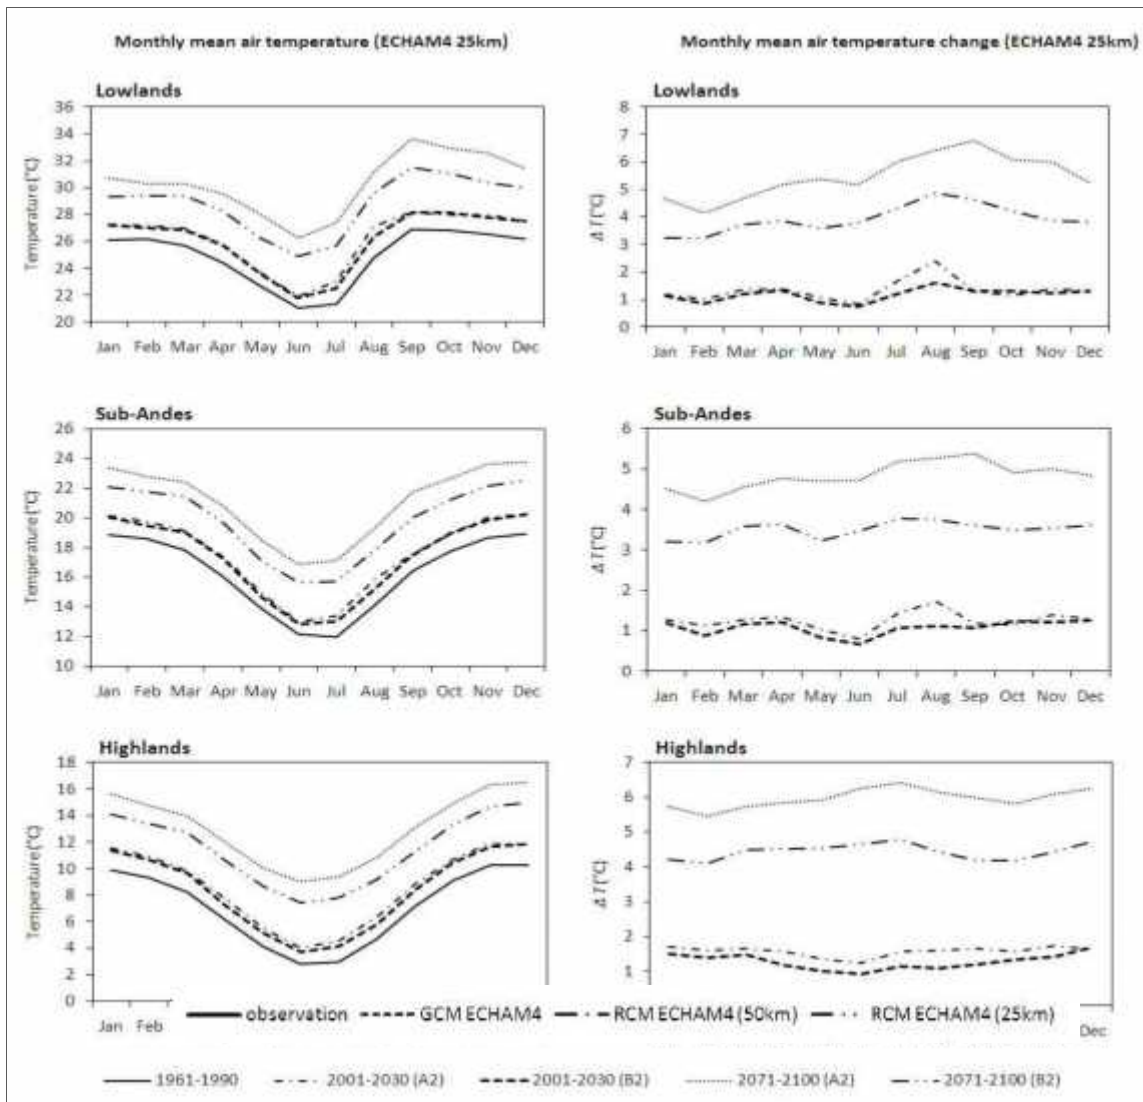 Monthly mean air temperature (ECHAM4 25km)
Monthly mean air temperature change (ECHAM4 25km)
Lowlands
Temperature (°C)
36
34
32
30
28
26
24
22
20
Jan Feb Mar Apr May Jun Jul Aug Sep Oct Nov Dec
Lowlands
Δ T (°C)
8
7
6
5
4
3
2
1
0
Jan Feb Mar Apr May Jun Jul Aug Sep Oct Nov Dec
Sub-Andes
Temperature (°C)
26
24
22
20
18
16
14
12
10
Jan Feb Mar Apr May Jun Jul Aug Sep Oct Nov Dec
Sub-Andes
Δ T (°C)
6
5
4
3
2
1
0
Jan Feb Mar Apr May Jun Jul Aug Sep Oct Nov Dec
Highlands
Temperature (°C)
18
16
14
12
10
8
6
4
2
0
Jan Feb
Highlands
Δ T (°C)
7
6
5
4
3
2
1
Dec
observation GCM ECHAM4 RCM ECHAM4 (50km) RCM ECHAM4 (25km)
1961-1990 2001-2030 (A2) 2001-2030 (B2) 2071-2100 (A2) 2071-2100 (B2)